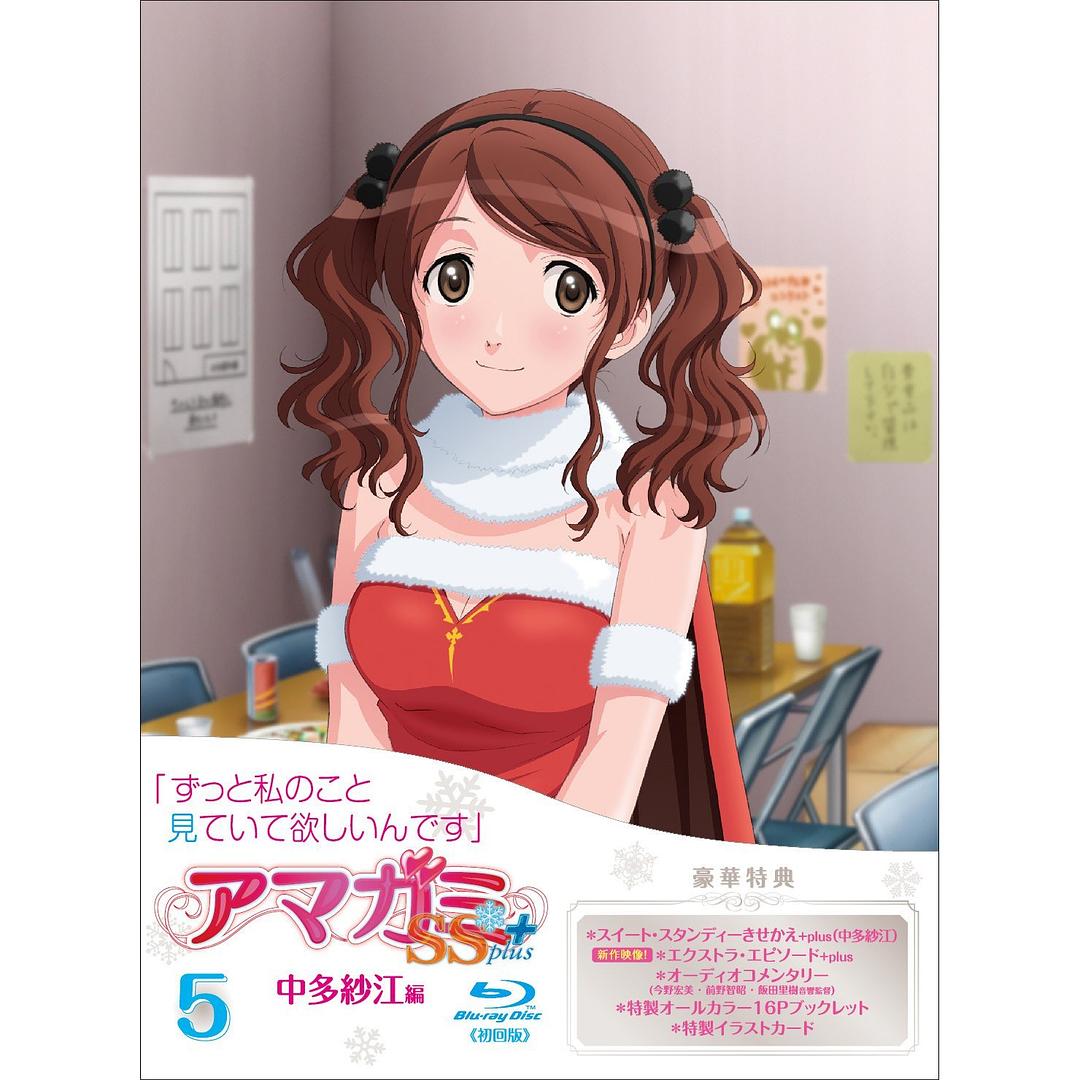 「ずっと私のこと
見ていて欲しいんです」
アマガミ
SS+
plus
5
中多紗江編
Blu-ray Disc™
《初回版》
豪華特典
＊スイート・スタンディーきせかえ+plus（中多紗江）
新作映像! ＊エクストラ・エピソード+plus
＊オーディオコメンタリー
（今野宏美・前野智昭・飯田里樹音響監督）
＊特製オールカラー16Pブックレット
＊特製イラストカード